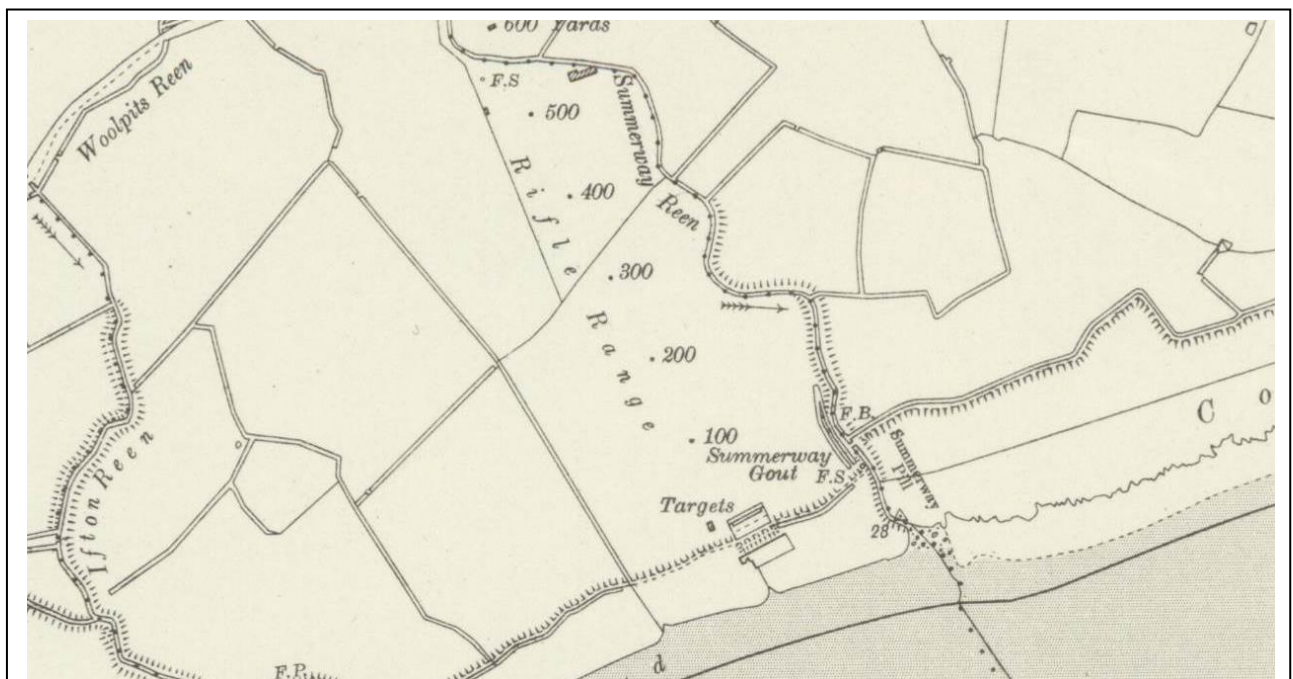 600 Yards
Woolpits Reen
F.S
500
Summerway
Reen
400
Rifle
Range
300
200
100
F.B.
Summerway
Gout
F.S.
Summerway
Pill
C o
Targets
28
Ifton Reen
F.P.
d